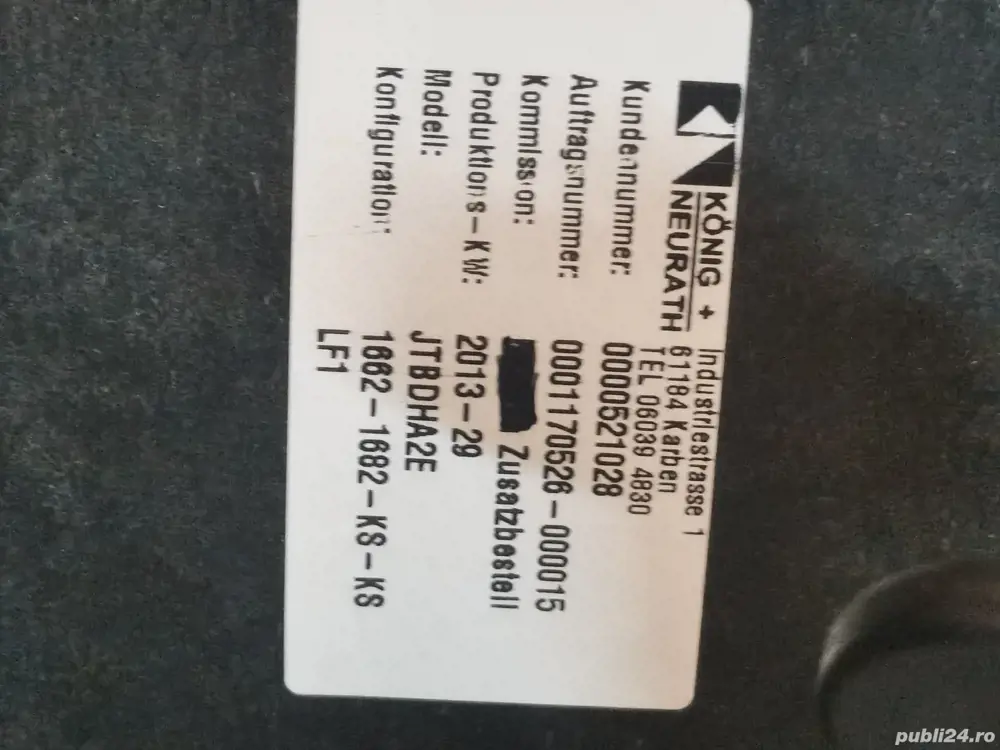 KÖNIG +
NEURATH
Industriestrasse 1
61184 Karben
TEL 06039 4830
Kundennummer: 0000521028
Auftragsnummer: 0001170526-000015
Kommission: Zusatzbestell
Produktions-KW: 2013-29
Modell: JTBDHA2E
Konfiguration: 1662-1682-KS-KS
LF1
publi24.ro